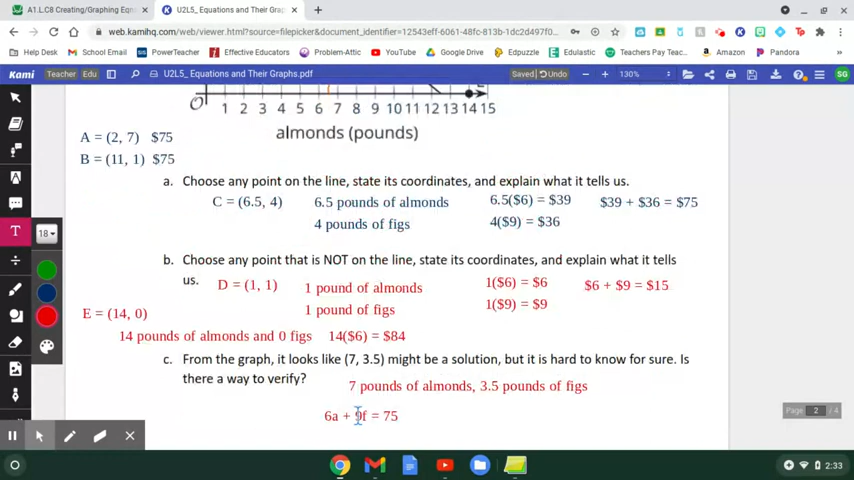 A1.LC8 Creating/Graphing Equ
U2L5_ Equations and Their Grap
web.kamihq.com/web/viewer.html?source=filepicker&document_identifier=12543eff-6061-48fc-813b-1dc2d497f0...
Help Desk School Email SIS PowerTeacher Effective Educators Problem-Attic YouTube Google Drive Edpuzzle Edulastic Teachers Pay Teac... Amazon Pandora
Kami Teacher Edu U2L5_ Equations and Their Graphs.pdf Saved Undo 130% SG
O 1 2 3 4 5 6 7 8 9 10 11 12 13 14 15
almonds (pounds)
A = (2, 7) $75
B = (11, 1) $75
a. Choose any point on the line, state its coordinates, and explain what it tells us.
C = (6.5, 4) 6.5 pounds of almonds 6.5($6) = $39 $39 + $36 = $75
4 pounds of figs 4($9) = $36
b. Choose any point that is NOT on the line, state its coordinates, and explain what it tells
us. D = (1, 1) 1 pound of almonds 1($6) = $6 $6 + $9 = $15
1 pound of figs 1($9) = $9
E = (14, 0)
14 pounds of almonds and 0 figs 14($6) = $84
c. From the graph, it looks like (7, 3.5) might be a solution, but it is hard to know for sure. Is
there a way to verify? 7 pounds of almonds, 3.5 pounds of figs
6a + 9f = 75
Page 2 / 4
T 18
2:33